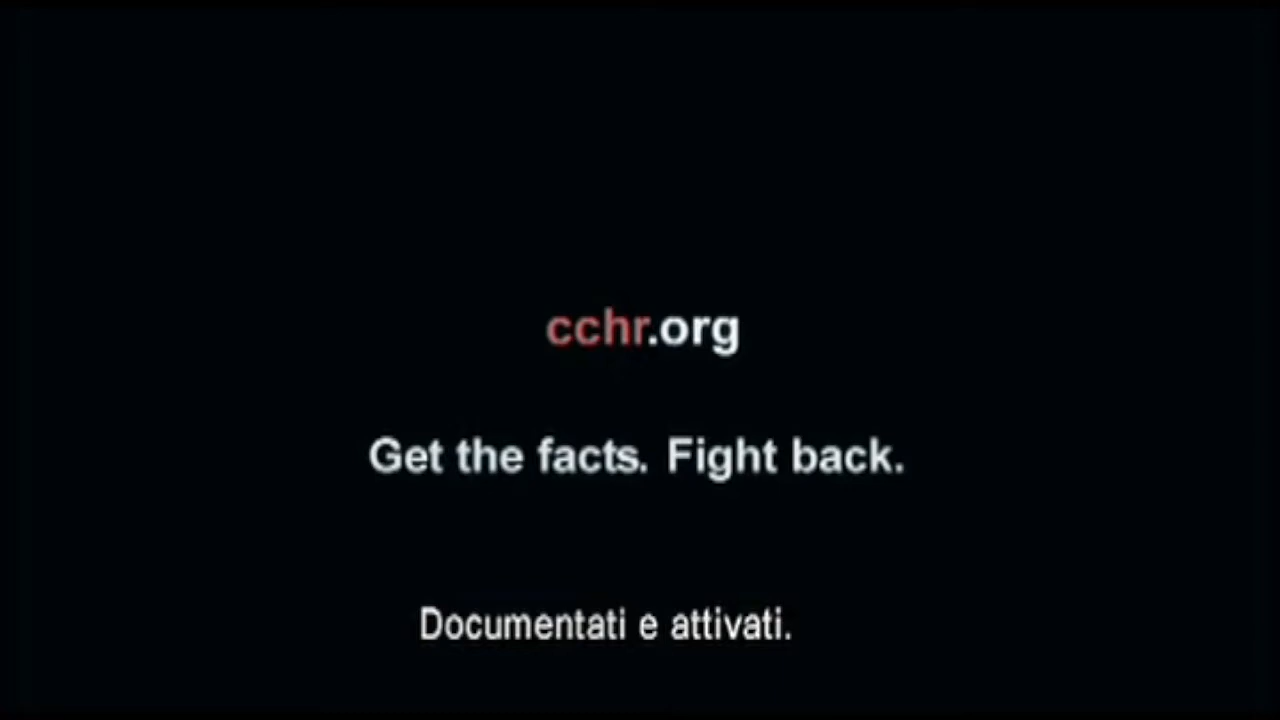 cchr.org
Get the facts. Fight back.
Documentati e attivati.